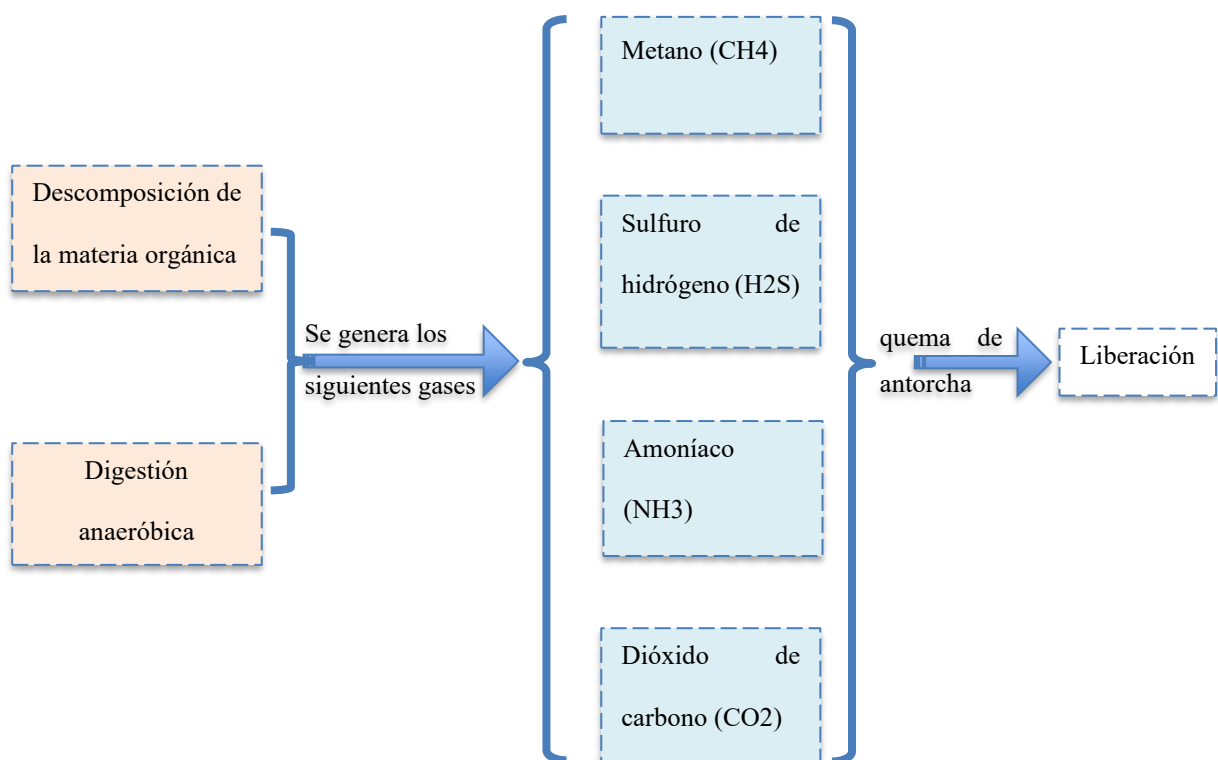 Descomposición de
la materia orgánica
Digestión
anaeróbica
Se genera los
siguientes gases
Metano (CH4)
Sulfuro de
hidrógeno (H2S)
Amoníaco
(NH3)
Dióxido de
carbono (CO2)
quema de
antorcha
Liberación